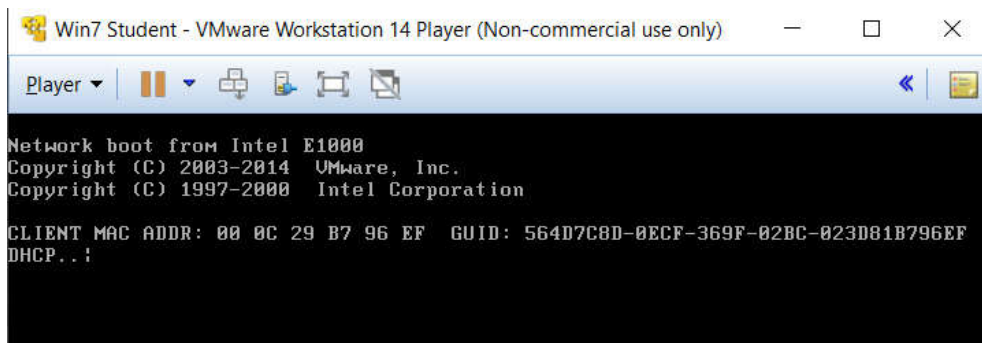 Win7 Student - VMware Workstation 14 Player (Non-commercial use only)
Player
Network boot from Intel E1000
Copyright (C) 2003-2014  VMware, Inc.
Copyright (C) 1997-2000  Intel Corporation
CLIENT MAC ADDR: 00 0C 29 B7 96 EF  GUID: 564D7C8D-0ECF-369F-02BC-023D81B796EF
DHCP..¦